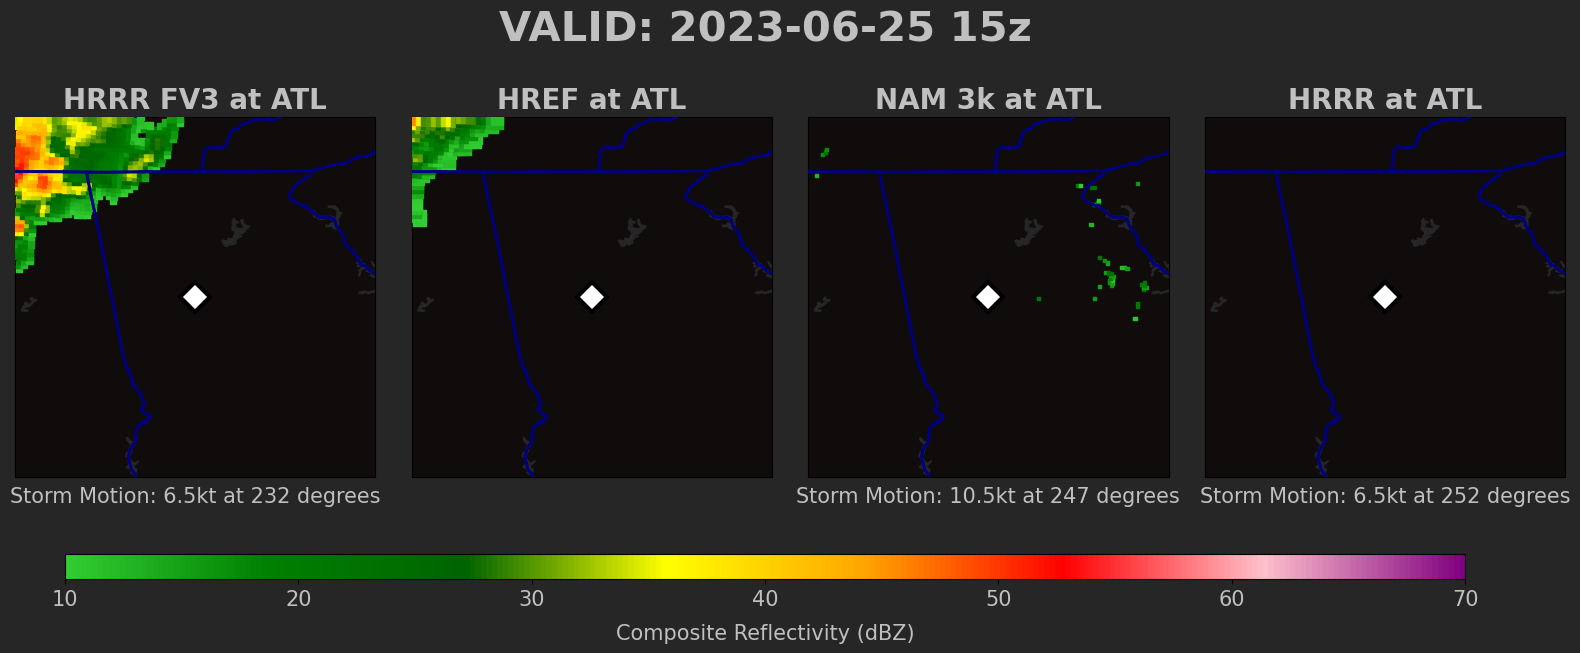 VALID: 2023-06-25 15z
HRRR FV3 at ATL
HREF at ATL
NAM 3k at ATL
HRRR at ATL
Storm Motion: 6.5kt at 232 degrees
Storm Motion: 10.5kt at 247 degrees
Storm Motion: 6.5kt at 252 degrees
10 20 30 40 50 60 70
Composite Reflectivity (dBZ)